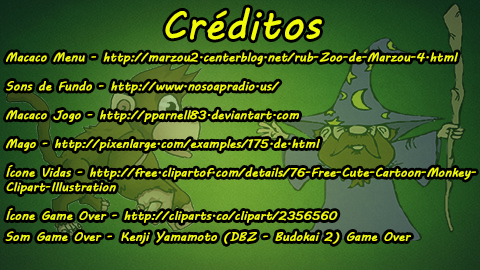 Créditos
Macaco Menu - http://marzou2.centerblog.net/rub-Zoo-de-Marzou-4.html
Sons de Fundo - http://www.nosoapradio.us/
Macaco Jogo - http://pparnell83.deviantart.com
Mago - http://pixenlarge.com/examples/175.de.html
Ícone Vidas - http://free.clipartof.com/details/76-Free-Cute-Cartoon-Monkey-
Clipart-Illustration
Ícone Game Over - http://cliparts.co/clipart/2356560
Som Game Over - Kenji Yamamoto (DBZ - Budokai 2) Game Over